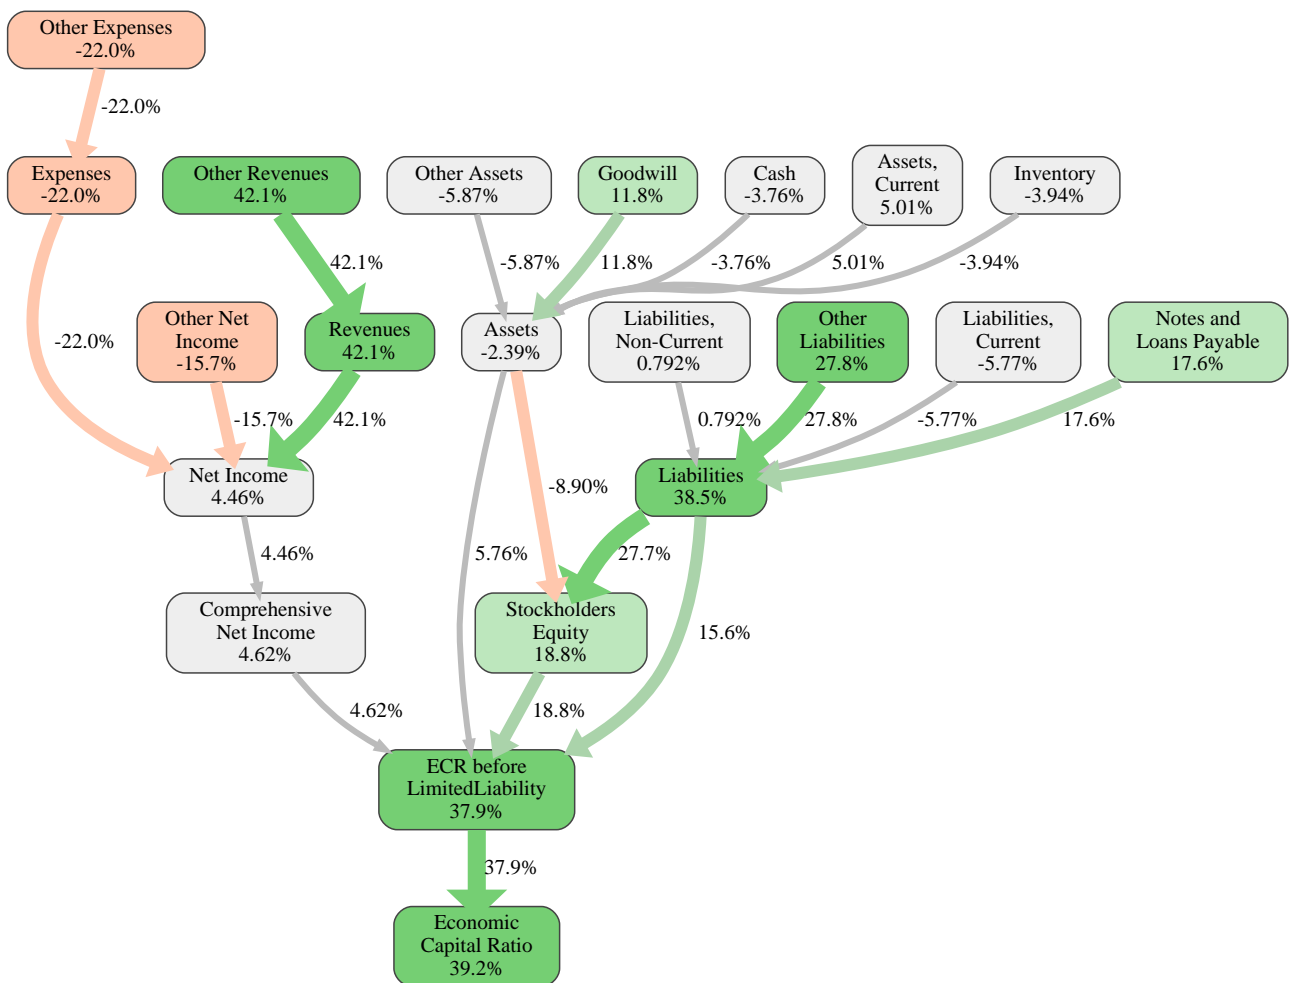 Other Expenses
-22.0%
-22.0%
Expenses
-22.0%
Other Revenues
42.1%
Other Assets
-5.87%
Goodwill
11.8%
Cash
-3.76%
Assets,
Current
5.01%
Inventory
-3.94%
42.1%
-5.87%
11.8%
-3.76%
5.01%
-3.94%
-22.0%
Other Net
Income
-15.7%
Revenues
42.1%
Assets
-2.39%
Liabilities,
Non-Current
0.792%
Other
Liabilities
27.8%
Liabilities,
Current
-5.77%
Notes and
Loans Payable
17.6%
-15.7%
42.1%
0.792%
27.8%
-5.77%
17.6%
Net Income
4.46%
-8.90%
Liabilities
38.5%
4.46%
5.76%
27.7%
Comprehensive
Net Income
4.62%
Stockholders
Equity
18.8%
15.6%
4.62%
18.8%
ECR before
LimitedLiability
37.9%
37.9%
Economic
Capital Ratio
39.2%